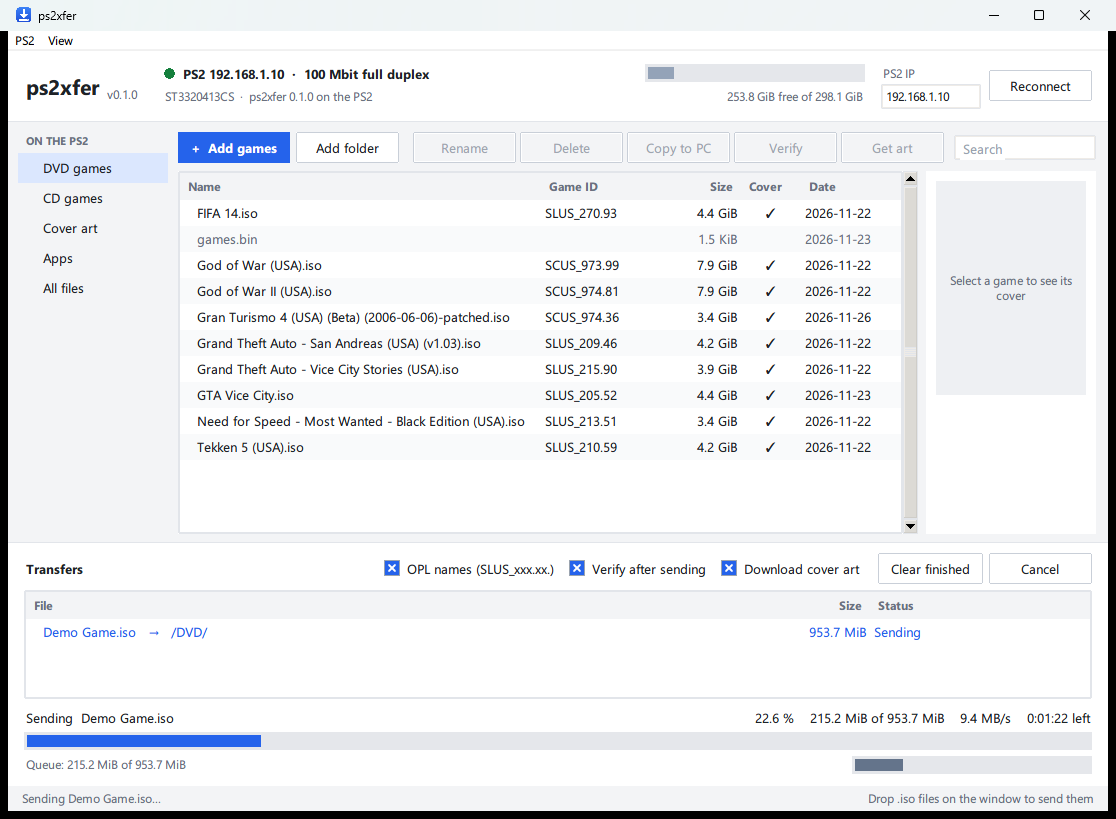 ps2xfer
PS2 View
ps2xfer v0.1.0
PS2 192.168.1.10 · 100 Mbit full duplex
ST3320413CS · ps2xfer 0.1.0 on the PS2
253.8 GiB free of 298.1 GiB
PS2 IP
192.168.1.10
Reconnect
ON THE PS2
DVD games
CD games
Cover art
Apps
All files
+ Add games Add folder Rename Delete Copy to PC Verify Get art Search
Name Game ID Size Cover Date
FIFA 14.iso SLUS_270.93 4.4 GiB ✓ 2026-11-22
games.bin 1.5 KiB 2026-11-23
God of War (USA).iso SCUS_973.99 7.9 GiB ✓ 2026-11-22
God of War II (USA).iso SCUS_974.81 7.9 GiB ✓ 2026-11-22
Gran Turismo 4 (USA) (Beta) (2006-06-06)-patched.iso SCUS_974.36 3.4 GiB ✓ 2026-11-26
Grand Theft Auto - San Andreas (USA) (v1.03).iso SLUS_209.46 4.2 GiB ✓ 2026-11-22
Grand Theft Auto - Vice City Stories (USA).iso SLUS_215.90 3.9 GiB ✓ 2026-11-22
GTA Vice City.iso SLUS_205.52 4.4 GiB ✓ 2026-11-23
Need for Speed - Most Wanted - Black Edition (USA).iso SLUS_213.51 3.4 GiB ✓ 2026-11-22
Tekken 5 (USA).iso SLUS_210.59 4.2 GiB ✓ 2026-11-22
Select a game to see its
cover
Transfers
OPL names (SLUS_xxx.xx.) Verify after sending Download cover art Clear finished Cancel
File Size Status
Demo Game.iso → /DVD/ 953.7 MiB Sending
Sending Demo Game.iso 22.6 % 215.2 MiB of 953.7 MiB 9.4 MB/s 0:01:22 left
Queue: 215.2 MiB of 953.7 MiB
Sending Demo Game.iso... Drop .iso files on the window to send them